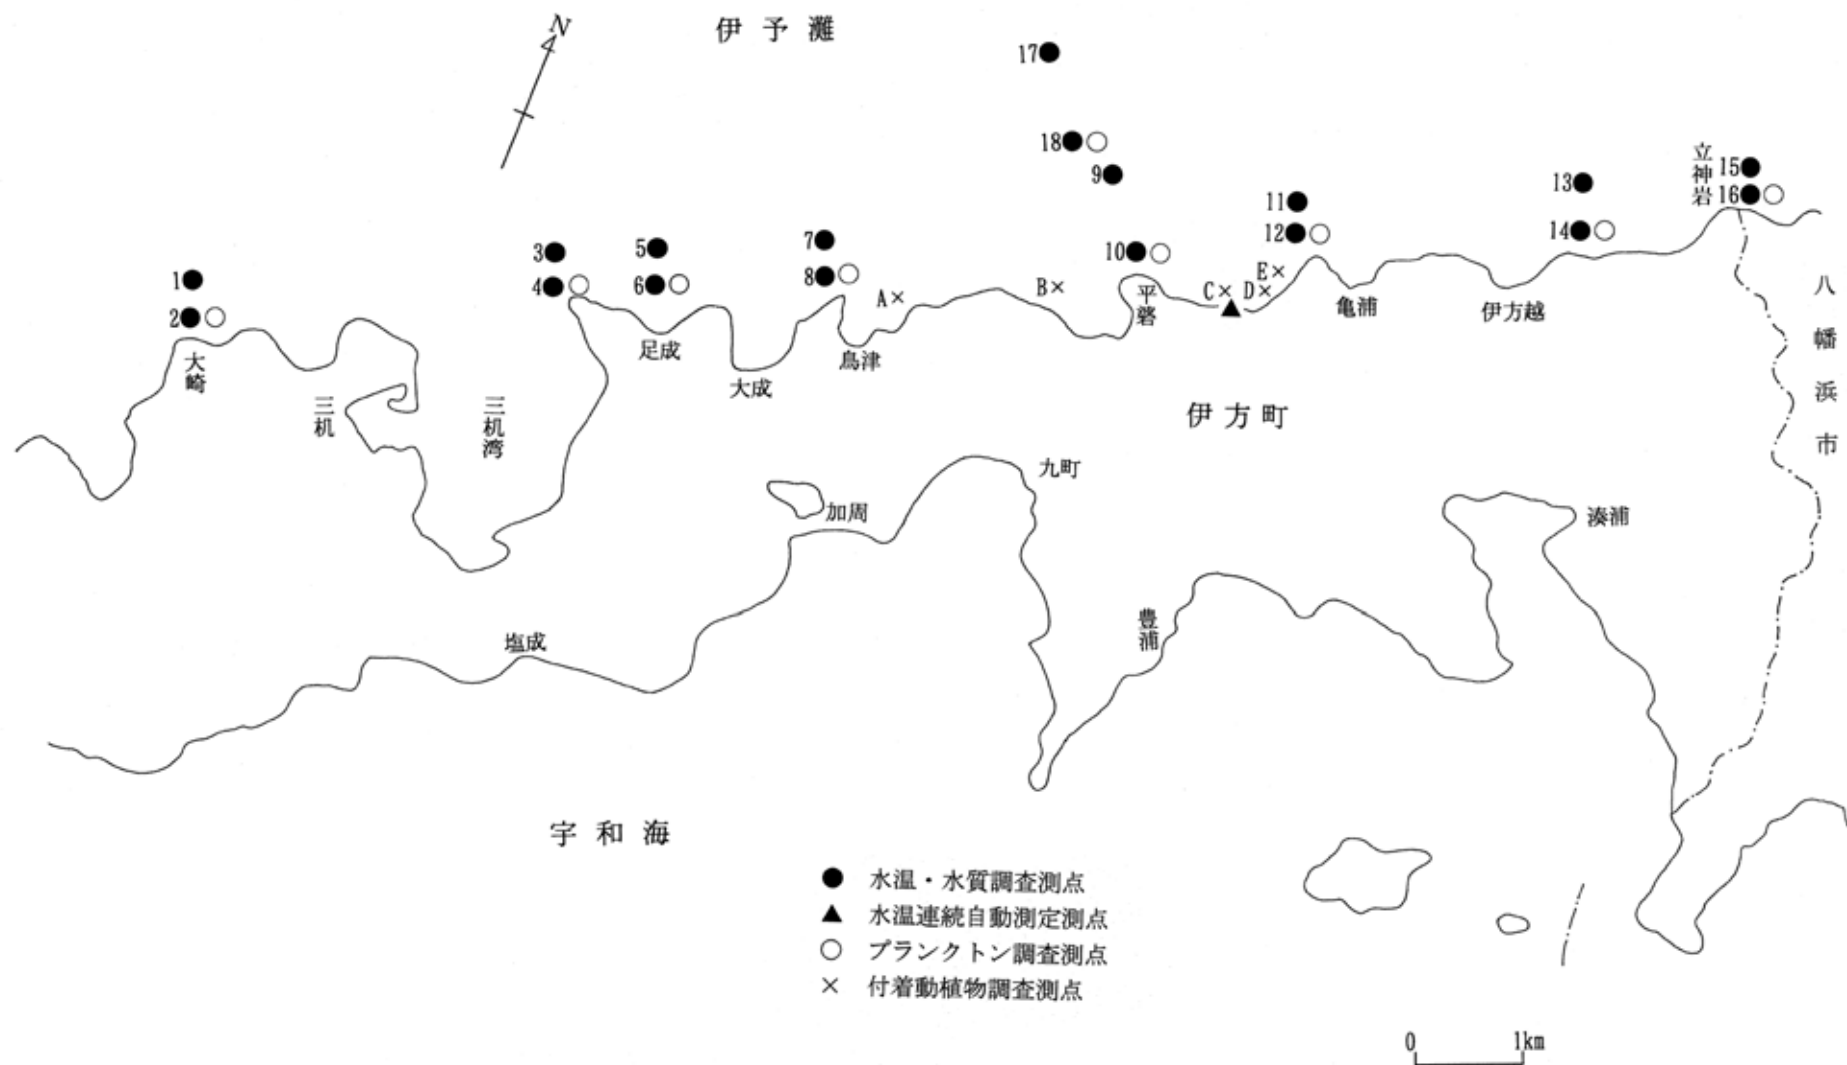 N
伊予灘
17
18
9
立神岩
15
16
13
14
11
12
10
7
8
5
6
3
4
1
2
A×
B×
C×
D×
E×
平礬
亀浦
伊方越
八幡浜市
大崎
三机
三机湾
足成
大成
鳥津
伊方町
九町
加周
湊浦
豊浦
塩成
宇和海
● 水温・水質調査測点
▲ 水温連続自動測定測点
○ プランクトン調査測点
× 付着動植物調査測点
0 1km